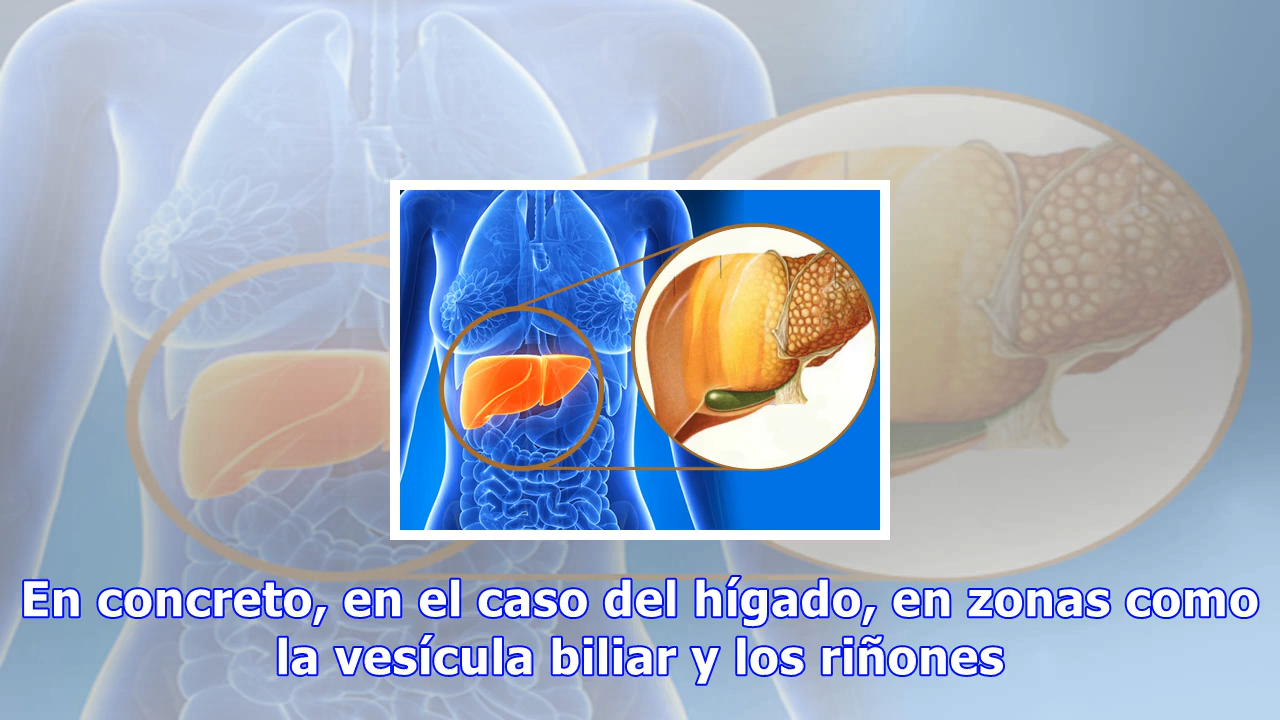 En concreto, en el caso del hígado, en zonas como
la vesícula biliar y los riñones